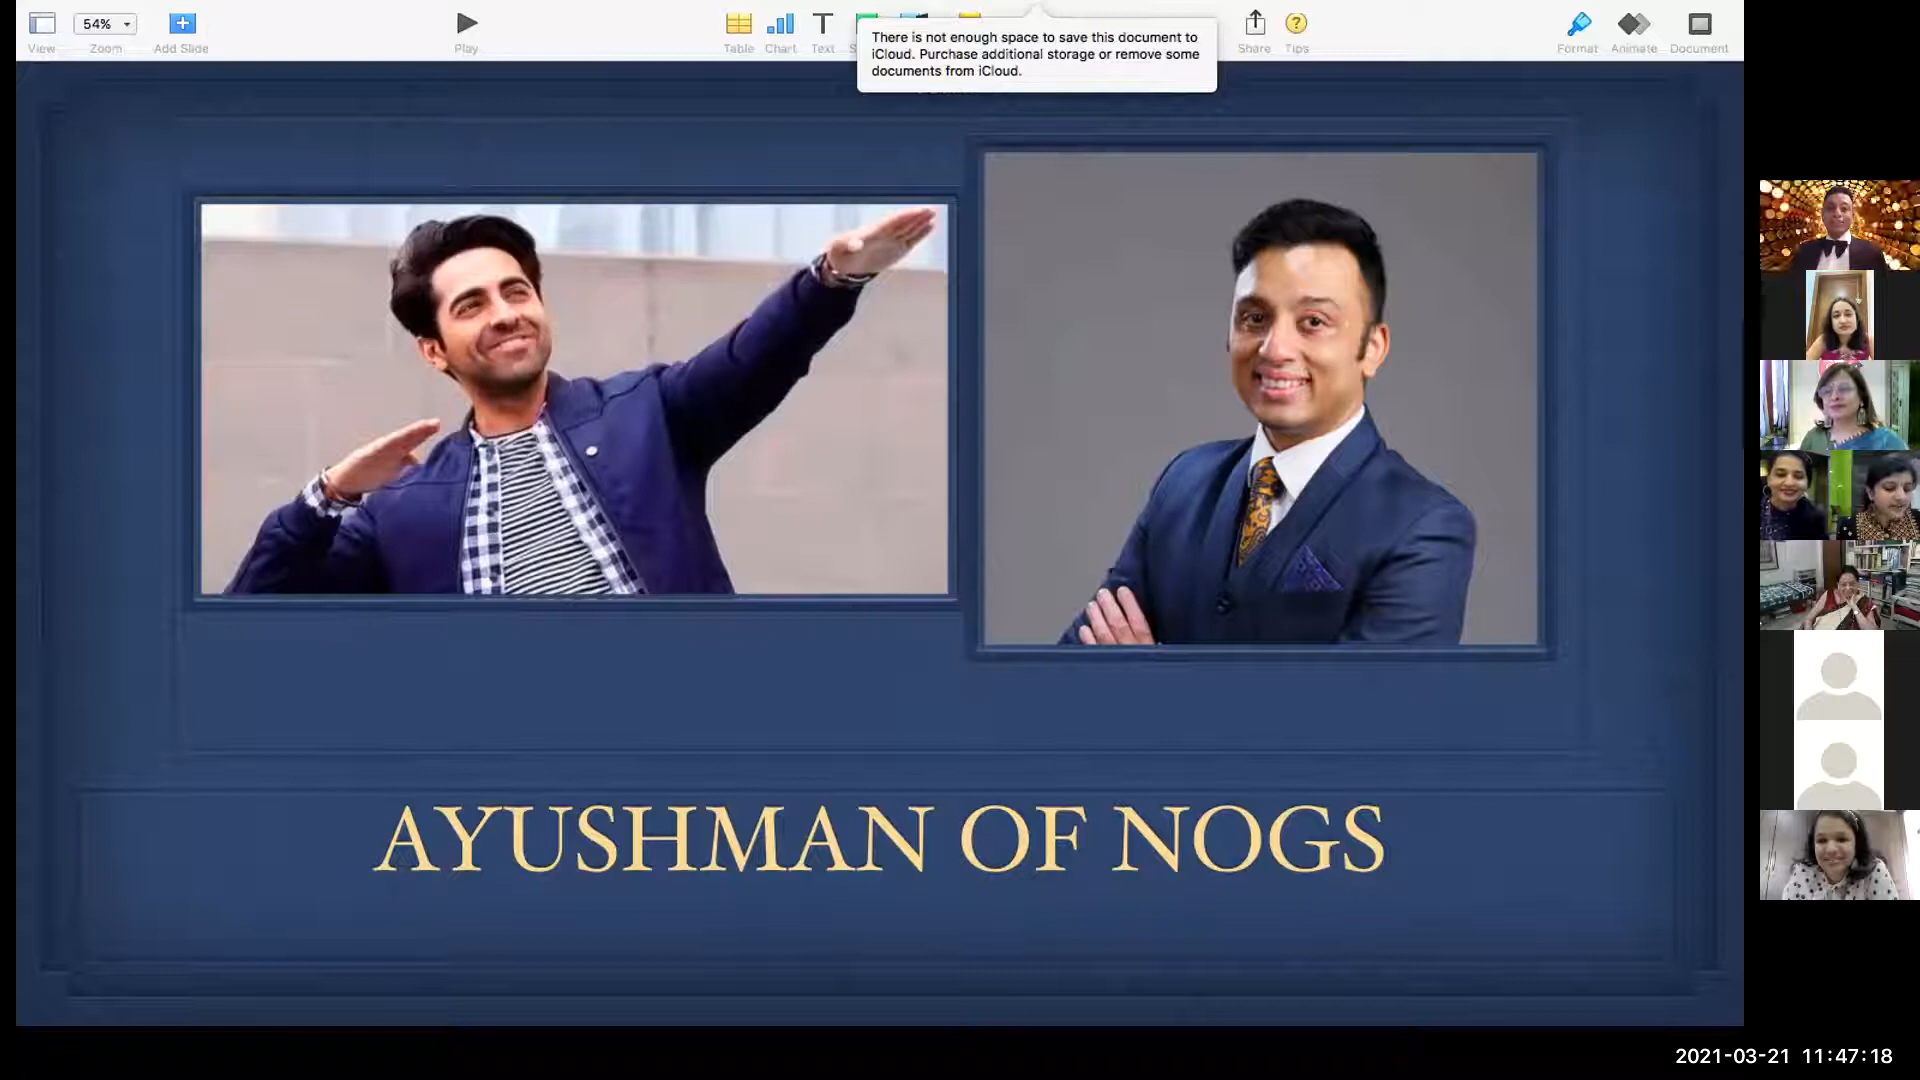 54%
View
Zoom
Add Slide
Play
Table
Chart
Text
Share
Tips
Format
Animate
Document
There is not enough space to save this document to
iCloud. Purchase additional storage or remove some
documents from iCloud.
AYUSHMAN OF NOGS
2021-03-21 11:47:18